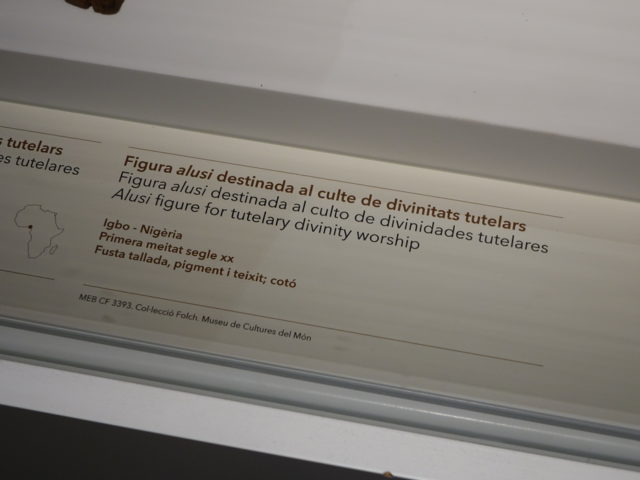 s tutelars
es tutelares
Figura alusi destinada al culte de divinitats tutelars
Figura alusi destinada al culto de divinidades tutelares
Alusi figure for tutelary divinity worship
Igbo - Nigèria
Primera meitat segle xx
Fusta tallada, pigment i teixit; cotó
MEB CF 3393. Col·lecció Folch. Museu de Cultures del Món